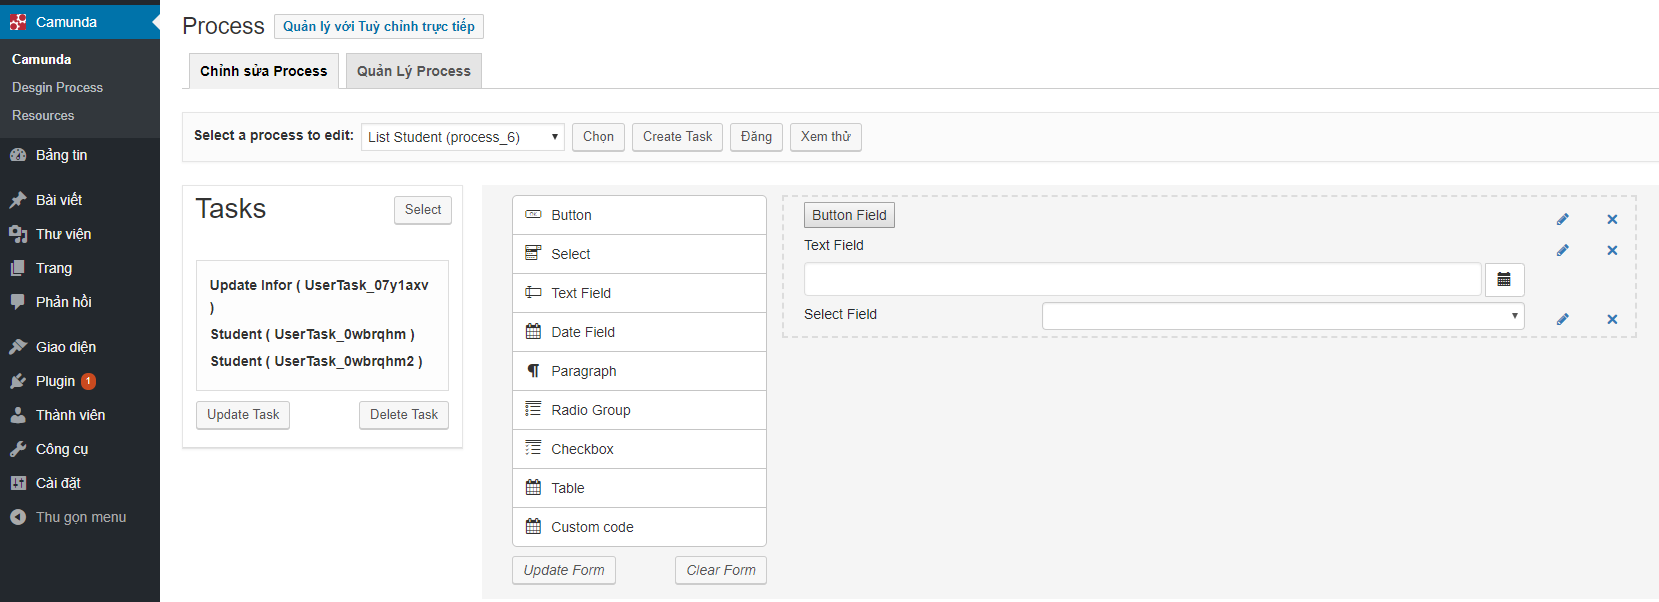 Camunda
Camunda
Desgin Process
Resources
Bảng tin
Bài viết
Thư viện
Trang
Phản hồi
Giao diện
Plugin 1
Thành viên
Công cụ
Cài đặt
Thu gọn menu
Process Quản lý với Tuỳ chỉnh trực tiếp
Chỉnh sửa Process Quản Lý Process
Select a process to edit: List Student (process_6) Chọn Create Task Đăng Xem thử
Tasks Select
Update Infor ( UserTask_07y1axv
)
Student ( UserTask_0wbrqhm )
Student ( UserTask_0wbrqhm2 )
Update Task Delete Task
Button
Select
Text Field
Date Field
Paragraph
Radio Group
Checkbox
Table
Custom code
Update Form Clear Form
Button Field
Text Field
Select Field